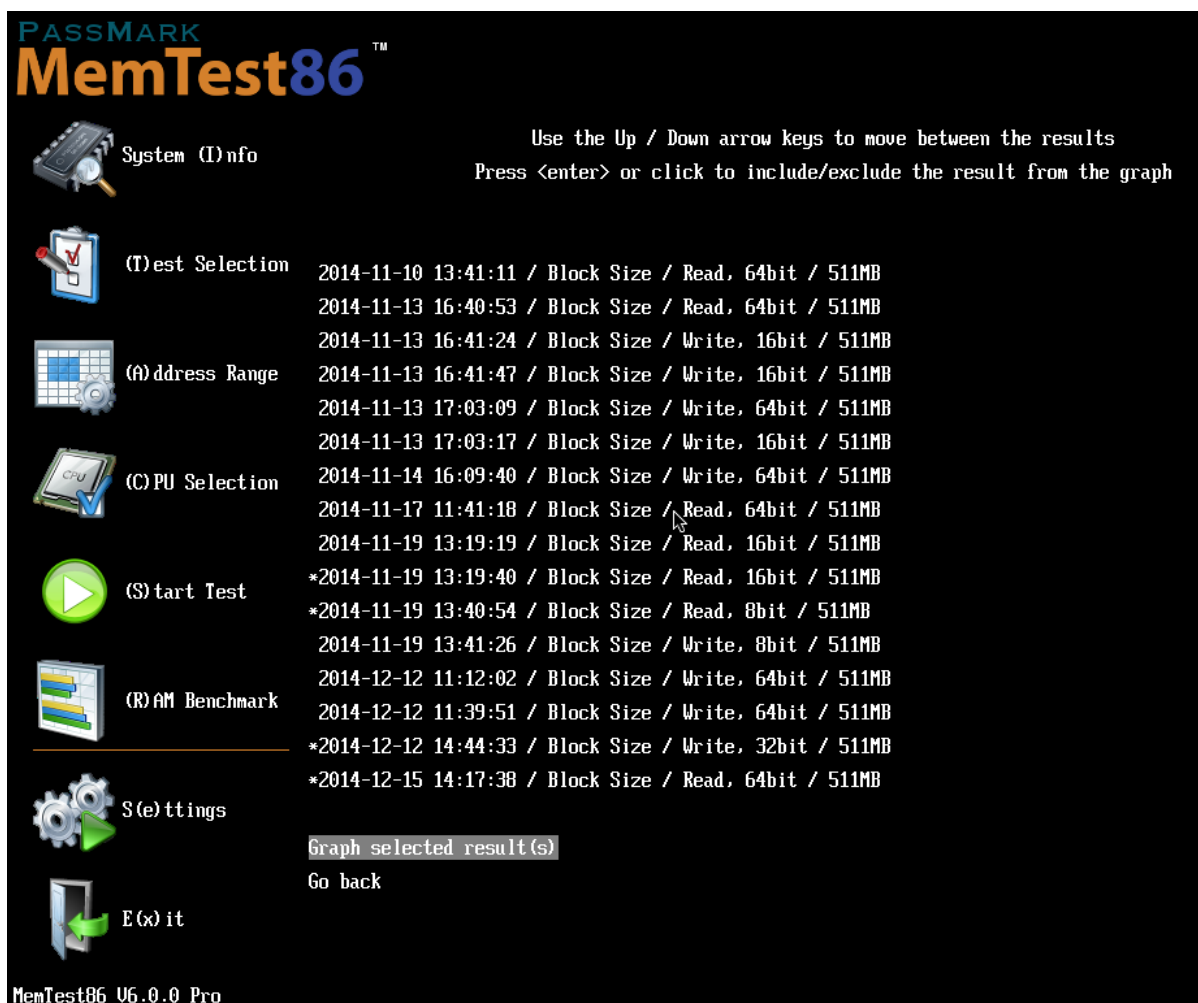 PASSMARK
MemTest86™
Use the Up / Down arrow keys to move between the results
Press <enter> or click to include/exclude the result from the graph
System (I)nfo
(T)est Selection
(A)ddress Range
CPU
(C)PU Selection
(S)tart Test
(R)AM Benchmark
S(e)ttings
E(x)it
2014-11-10 13:41:11 / Block Size / Read, 64bit / 511MB
2014-11-13 16:40:53 / Block Size / Read, 64bit / 511MB
2014-11-13 16:41:24 / Block Size / Write, 16bit / 511MB
2014-11-13 16:41:47 / Block Size / Write, 16bit / 511MB
2014-11-13 17:03:09 / Block Size / Write, 64bit / 511MB
2014-11-13 17:03:17 / Block Size / Write, 16bit / 511MB
2014-11-14 16:09:40 / Block Size / Write, 64bit / 511MB
2014-11-17 11:41:18 / Block Size / Read, 64bit / 511MB
2014-11-19 13:19:19 / Block Size / Read, 16bit / 511MB
*2014-11-19 13:19:40 / Block Size / Read, 16bit / 511MB
*2014-11-19 13:40:54 / Block Size / Read, 8bit / 511MB
2014-11-19 13:41:26 / Block Size / Write, 8bit / 511MB
2014-12-12 11:12:02 / Block Size / Write, 64bit / 511MB
2014-12-12 11:39:51 / Block Size / Write, 64bit / 511MB
*2014-12-12 14:44:33 / Block Size / Write, 32bit / 511MB
*2014-12-15 14:17:38 / Block Size / Read, 64bit / 511MB
Graph selected result(s)
Go back
MemTest86 V6.0.0 Pro